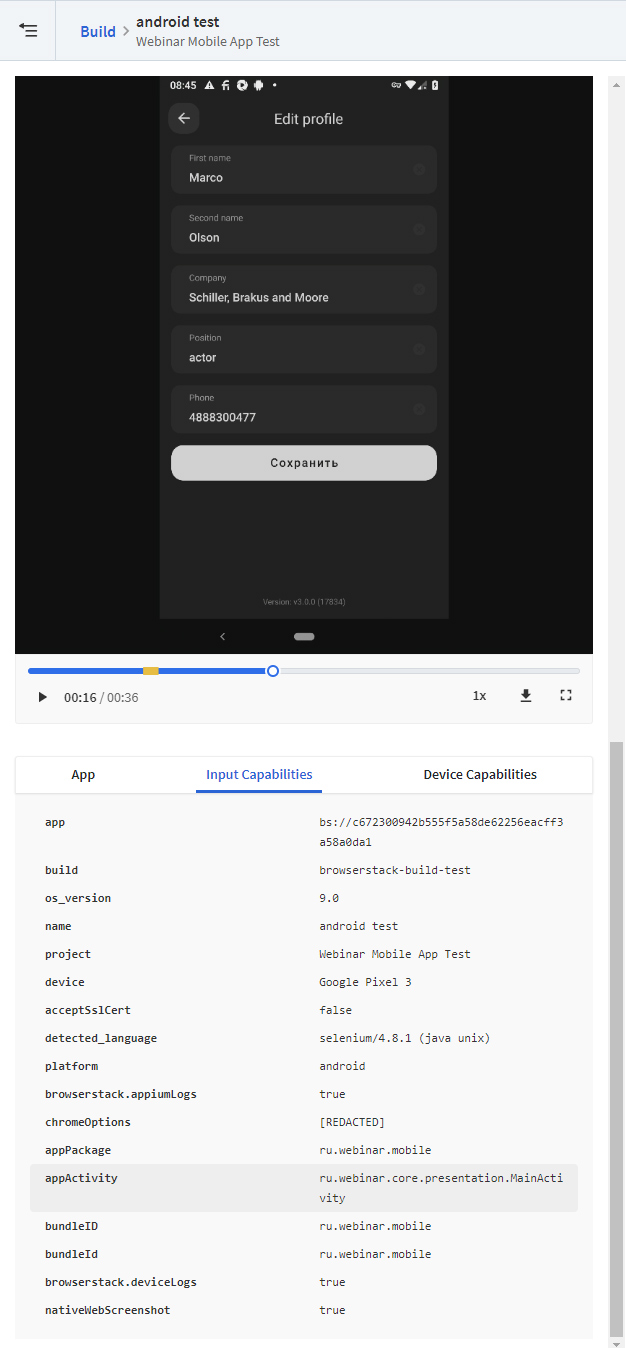 Build > android test
Webinar Mobile App Test
08:45
Edit profile
First name
Marco
Second name
Olson
Company
Schiller, Brakus and Moore
Position
actor
Phone
4888300477
Сохранить
Version: v3.0.0 (17834)
00:16 / 00:36 1x
App Input Capabilities Device Capabilities
app bs://c672300942b555f5a58de62256eacff3
a58a0da1
build browserstack-build-test
os_version 9.0
name android test
project Webinar Mobile App Test
device Google Pixel 3
acceptSslCert false
detected_language selenium/4.8.1 (java unix)
platform android
browserstack.appiumLogs true
chromeOptions [REDACTED]
appPackage ru.webinar.mobile
appActivity ru.webinar.core.presentation.MainActi
vity
bundleID ru.webinar.mobile
bundleId ru.webinar.mobile
browserstack.deviceLogs true
nativeWebScreenshot true